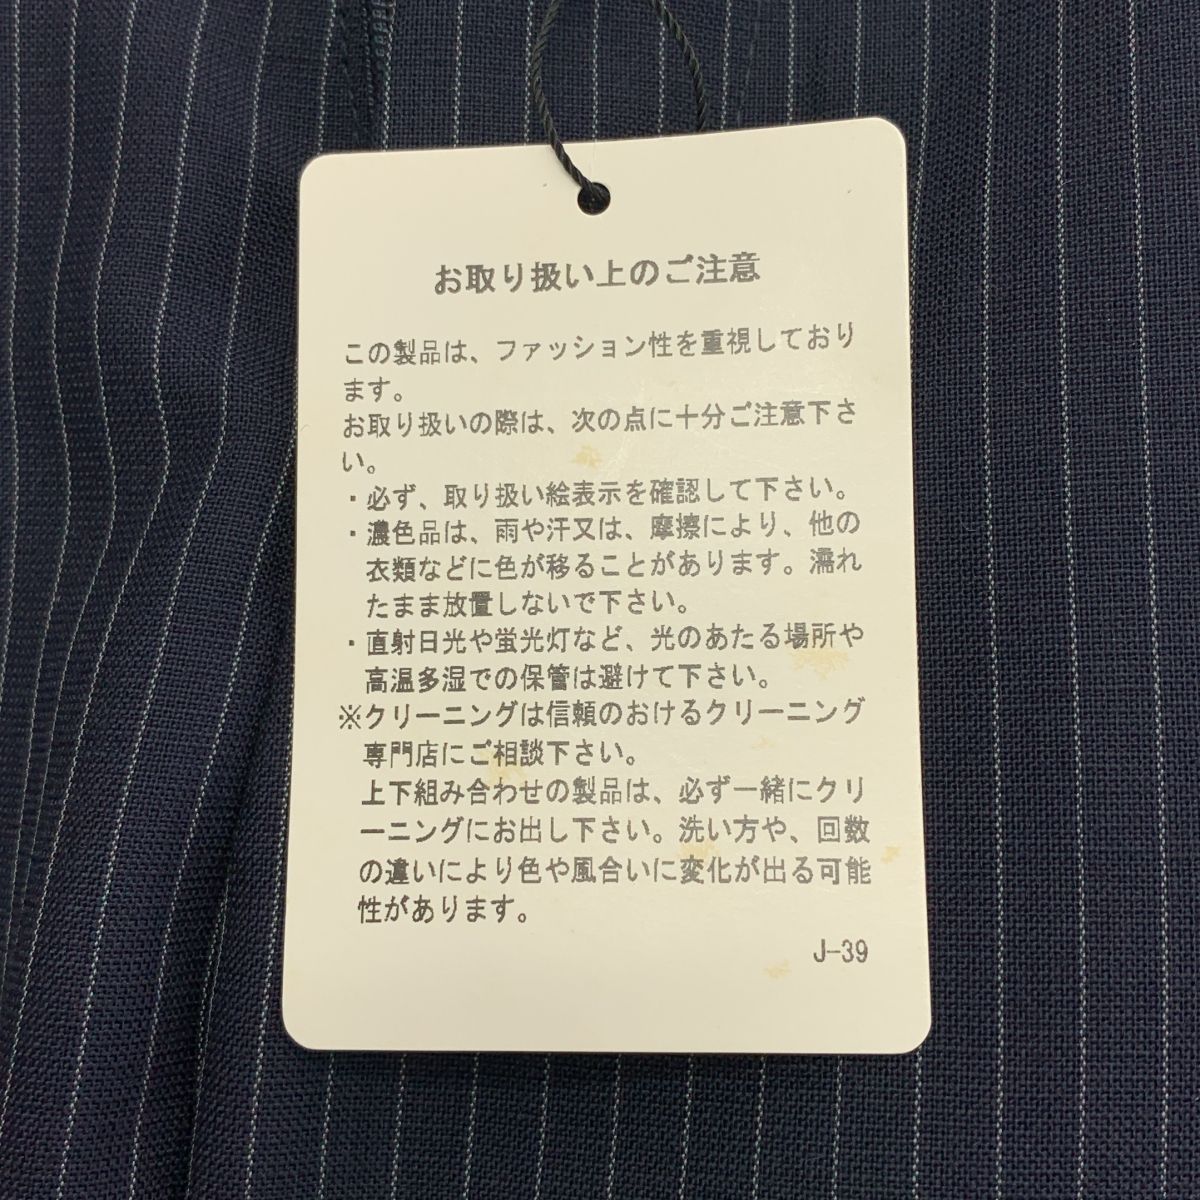 お取り扱い上のご注意
この製品は、ファッション性を重視しており
ます。
お取り扱いの際は、次の点に十分ご注意下さ
い。
・必ず、取り扱い絵表示を確認して下さい。
・濃色品は、雨や汗又は、摩擦により、他の
衣類などに色が移ることがあります。濡れ
たまま放置しないで下さい。
・直射日光や蛍光灯など、光のあたる場所や
高温多湿での保管は避けて下さい。
※クリーニングは信頼のおけるクリーニング
専門店にご相談下さい。
上下組み合わせの製品は、必ず一緒にクリ
ーニングにお出し下さい。洗い方や、回数
の違いにより色や風合いに変化が出る可能
性があります。
J-39